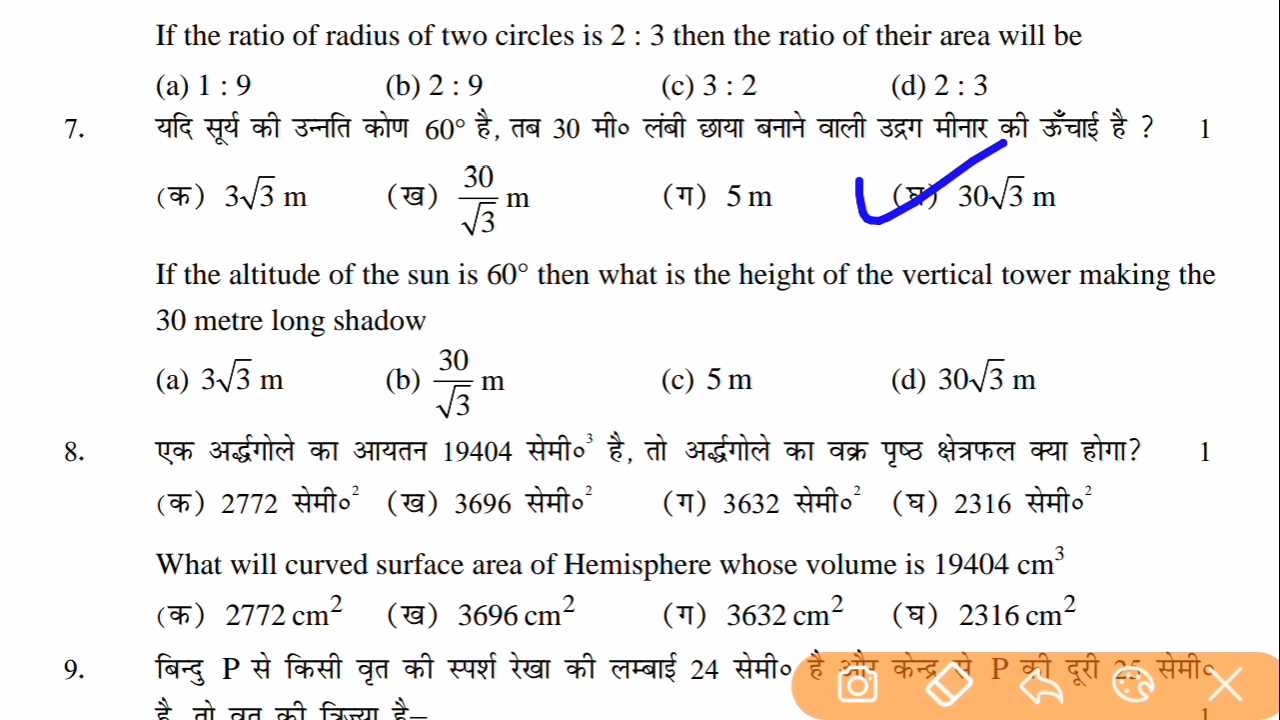 If the ratio of radius of two circles is 2 : 3 then the ratio of their area will be
(a) 1 : 9 (b) 2 : 9 (c) 3 : 2 (d) 2 : 3
7. यदि सूर्य की उन्नति कोण 60° है, तब 30 मी० लंबी छाया बनाने वाली उद्रग मीनार की ऊँचाई है ? 1
(क) 3√3 m (ख) 30/√3 m (ग) 5 m (घ) 30√3 m
If the altitude of the sun is 60° then what is the height of the vertical tower making the
30 metre long shadow
(a) 3√3 m (b) 30/√3 m (c) 5 m (d) 30√3 m
8. एक अर्द्धगोले का आयतन 19404 सेमी०³ है, तो अर्द्धगोले का वक्र पृष्ठ क्षेत्रफल क्या होगा? 1
(क) 2772 सेमी०² (ख) 3696 सेमी०² (ग) 3632 सेमी०² (घ) 2316 सेमी०²
What will curved surface area of Hemisphere whose volume is 19404 cm³
(क) 2772 cm² (ख) 3696 cm² (ग) 3632 cm² (घ) 2316 cm²
9. बिन्दु P से किसी वृत की स्पर्श रेखा की लम्बाई 24 सेमी० है और केन्द्र से P की दूरी 25 सेमी०
है, तो वृत की त्रिज्या है– 1